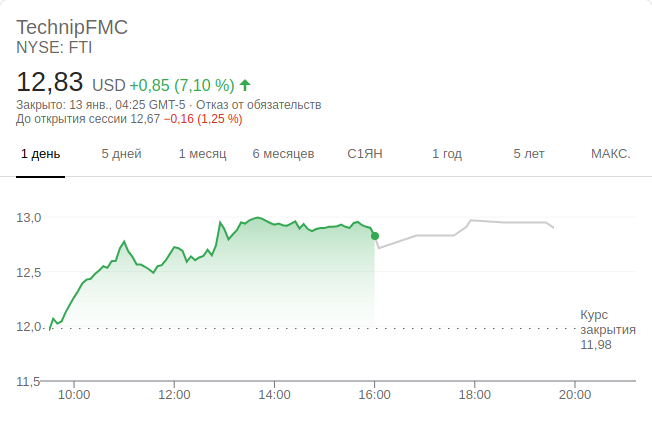 TechnipFMC
NYSE: FTI
12,83 USD +0,85 (7,10 %)
Закрыто: 13 янв., 04:25 GMT-5 · Отказ от обязательств
До открытия сессии 12,67 −0,16 (1,25 %)
1 день 5 дней 1 месяц 6 месяцев С1ЯН 1 год 5 лет МАКС.
13,0
12,5
12,0
Курс
закрытия
11,98
11,5
10:00 12:00 14:00 16:00 18:00 20:00